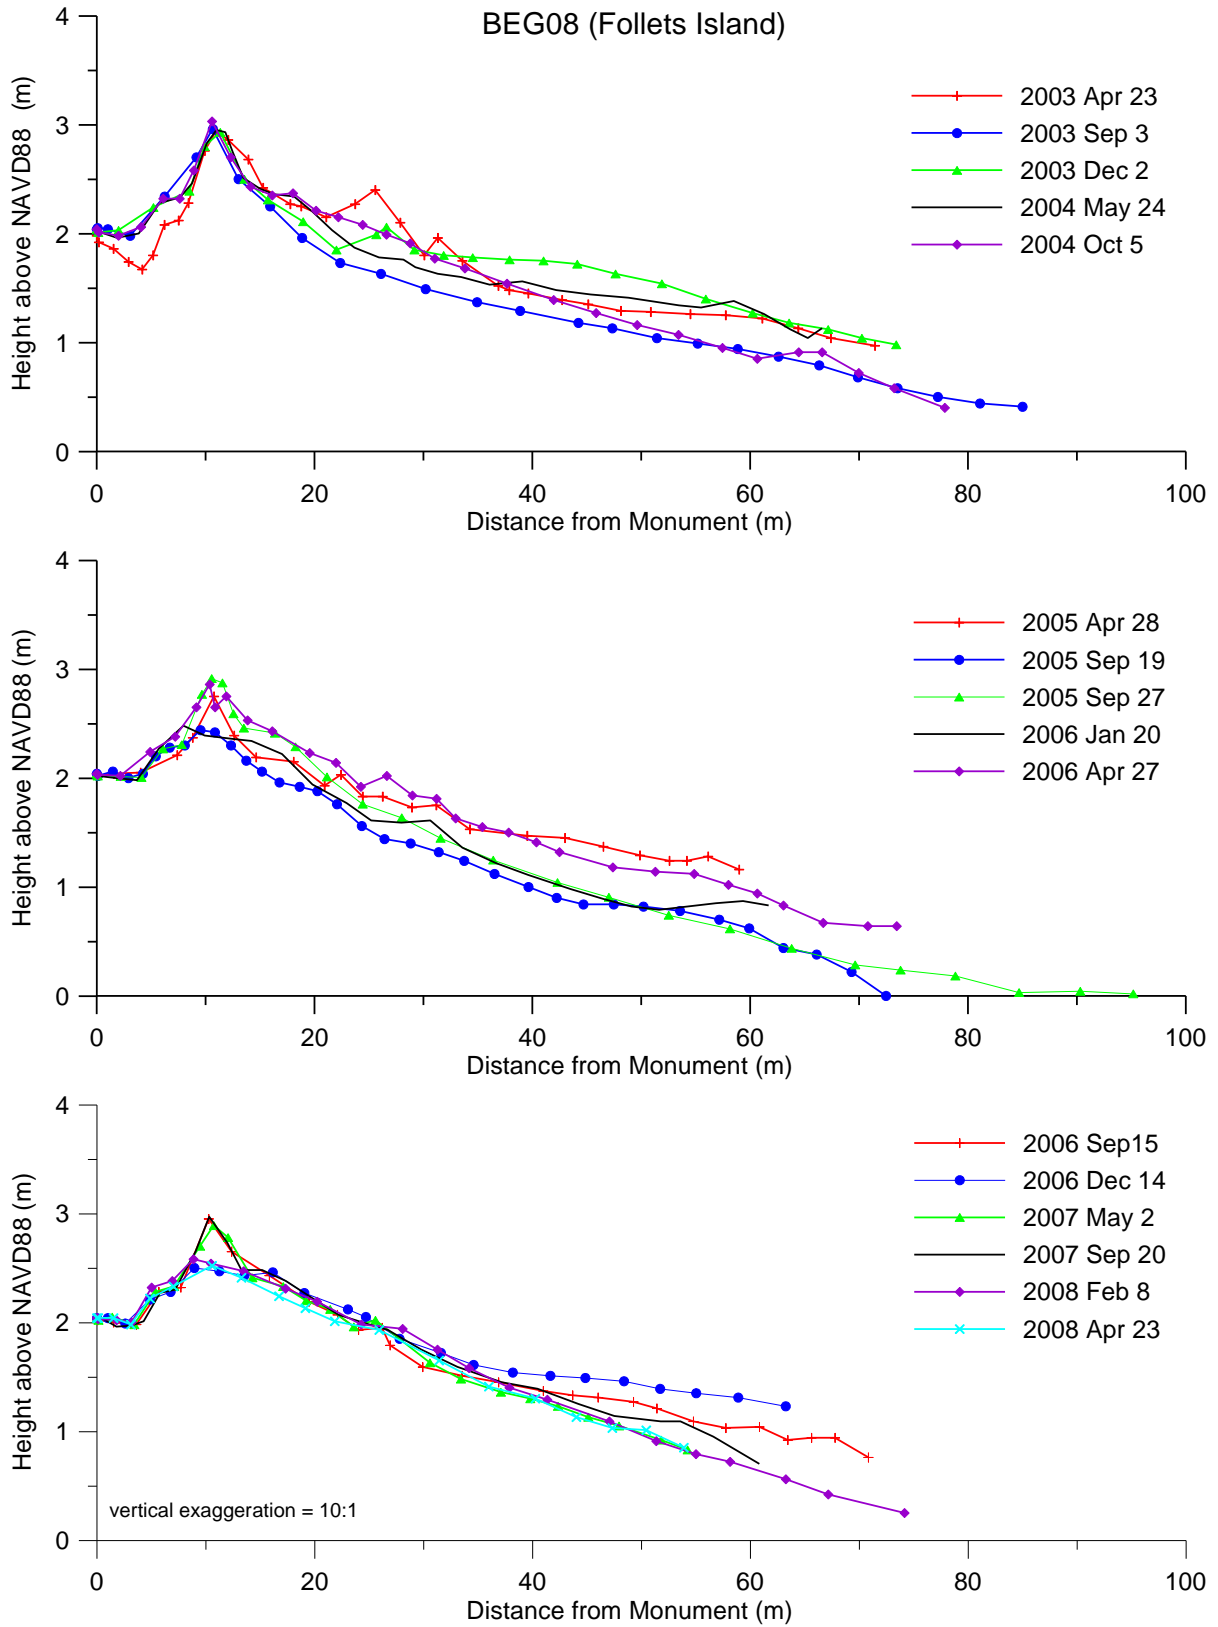 BEG08 (Follets Island)
4
3
2
1
0
Height above NAVD88 (m)
2003 Apr 23
2003 Sep 3
2003 Dec 2
2004 May 24
2004 Oct 5
0 20 40 60 80 100
Distance from Monument (m)
4
3
2
1
0
Height above NAVD88 (m)
2005 Apr 28
2005 Sep 19
2005 Sep 27
2006 Jan 20
2006 Apr 27
0 20 40 60 80 100
Distance from Monument (m)
4
3
2
1
0
Height above NAVD88 (m)
2006 Sep15
2006 Dec 14
2007 May 2
2007 Sep 20
2008 Feb 8
2008 Apr 23
vertical exaggeration = 10:1
0 20 40 60 80 100
Distance from Monument (m)